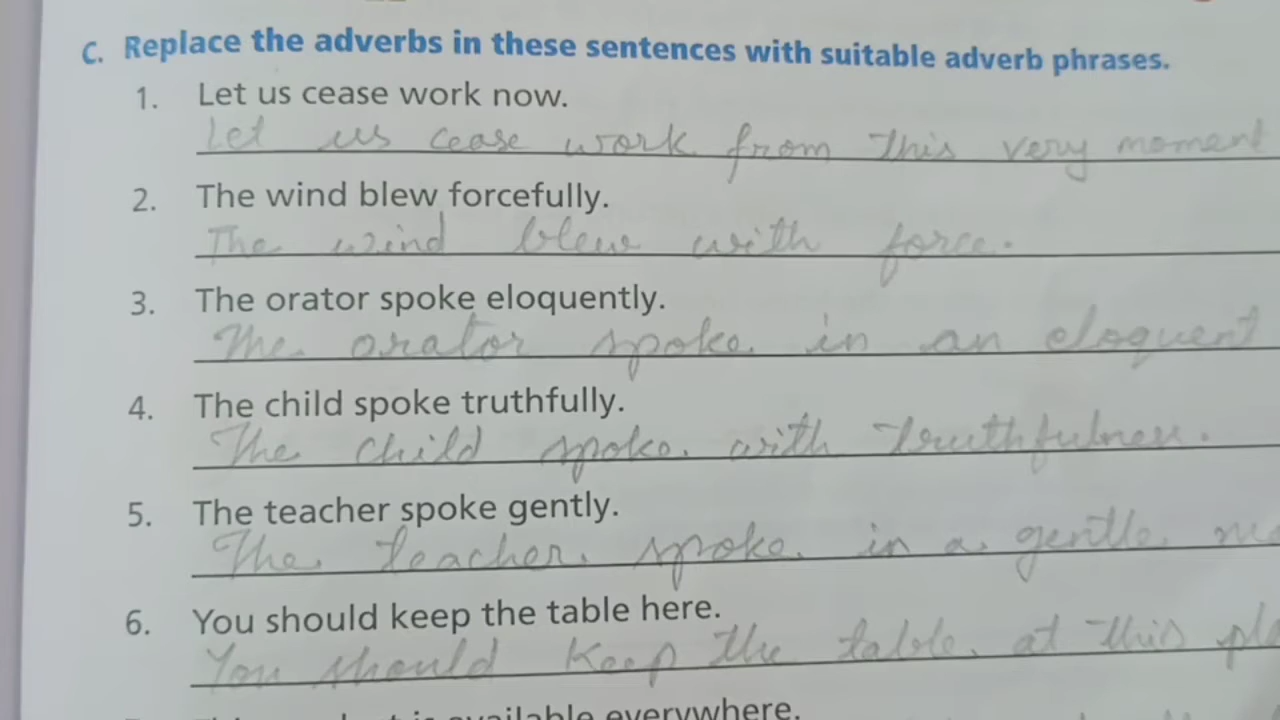 C. Replace the adverbs in these sentences with suitable adverb phrases.
1. Let us cease work now.
Let us cease work from this very moment
2. The wind blew forcefully.
The wind blew with force.
3. The orator spoke eloquently.
The orator spoke in an eloquent
4. The child spoke truthfully.
The child spoke with truthfulness.
5. The teacher spoke gently.
The teacher spoke in a gentle
6. You should keep the table here.
You should keep the table at this
is available everywhere.